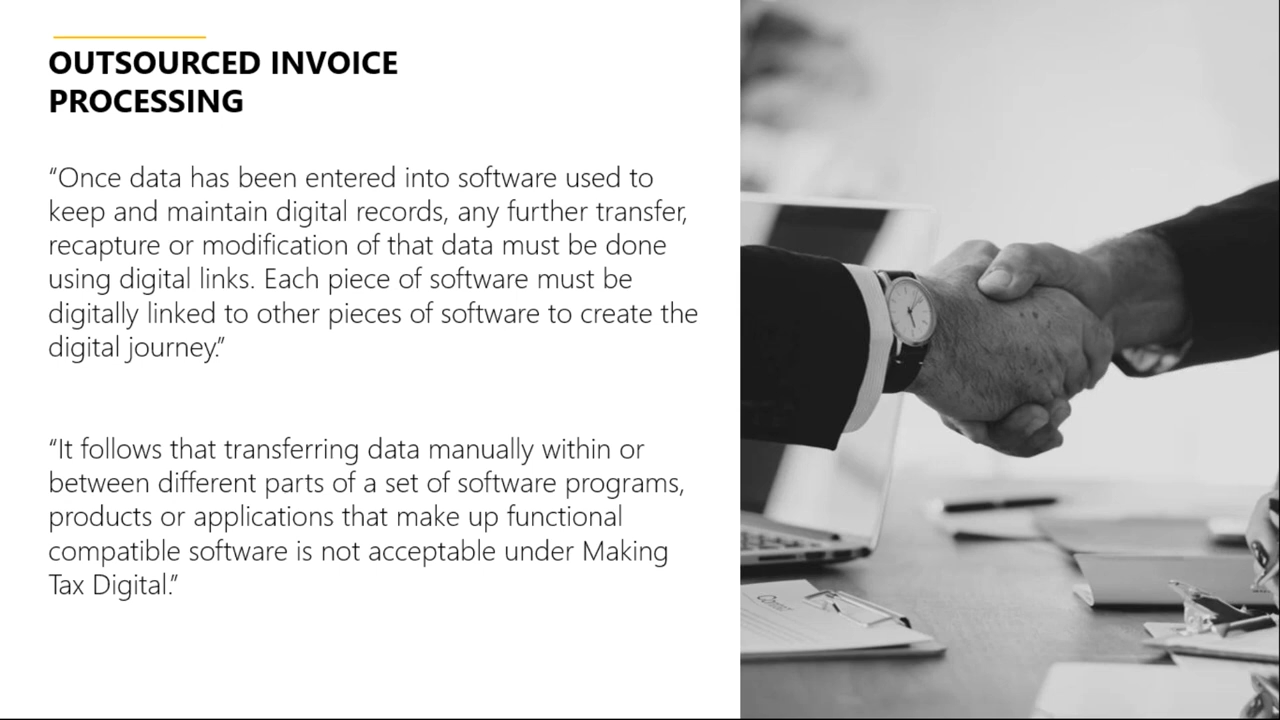 OUTSOURCED INVOICE
PROCESSING
“Once data has been entered into software used to
keep and maintain digital records, any further transfer,
recapture or modification of that data must be done
using digital links. Each piece of software must be
digitally linked to other pieces of software to create the
digital journey.”
“It follows that transferring data manually within or
between different parts of a set of software programs,
products or applications that make up functional
compatible software is not acceptable under Making
Tax Digital.”